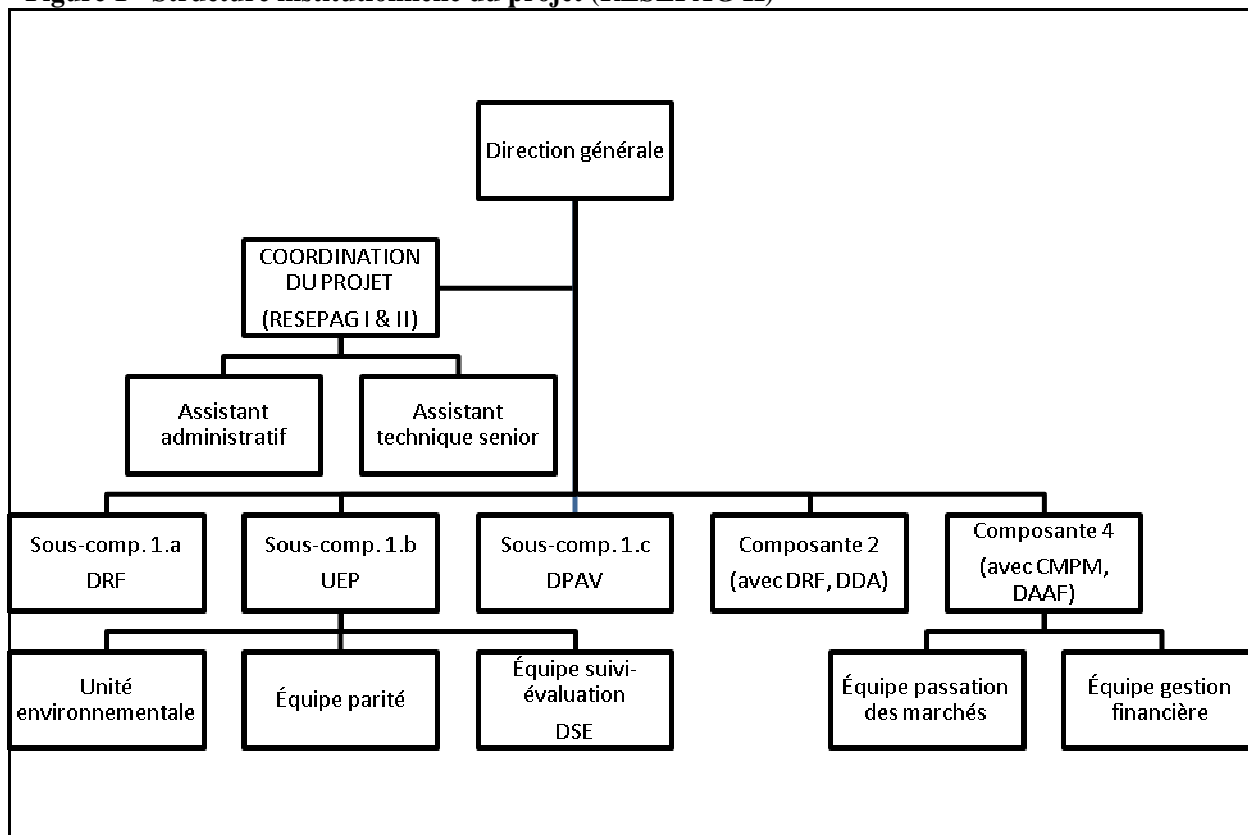 Figure 1 - Structure institutionnelle du projet (RESEPAG II)
Direction générale
COORDINATION
DU PROJET
(RESEPAG I & II)
Assistant
administratif
Assistant
technique senior
Sous-comp. 1.a
DRF
Sous-comp. 1.b
UEP
Sous-comp. 1.c
DPAV
Composante 2
(avec DRF, DDA)
Composante 4
(avec CMPM,
DAAF)
Unité
environnementale
Équipe parité
Équipe suivi-
évaluation
DSE
Équipe passation
des marchés
Équipe gestion
financière